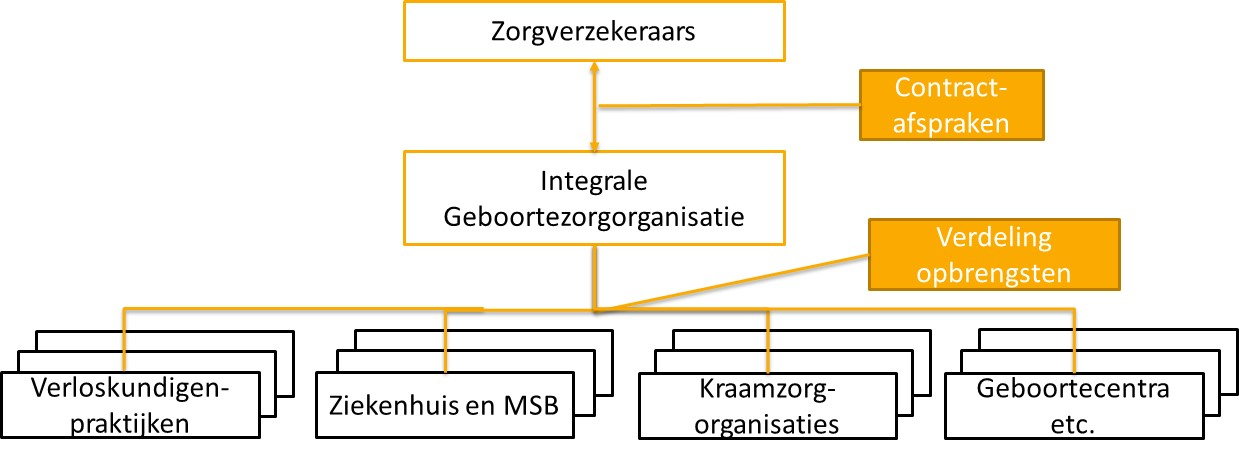 Zorgverzekeraars
Contract-
afspraken
Integrale
Geboortezorgorganisatie
Verdeling
opbrengsten
Verloskundigen-
praktijken
Ziekenhuis en MSB
Kraamzorg-
organisaties
Geboortecentra
etc.